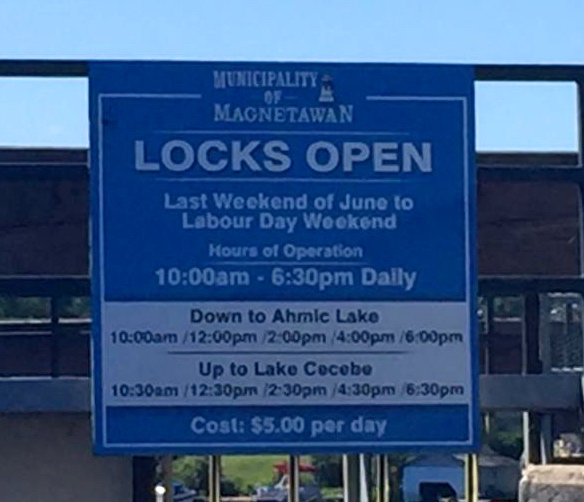 MUNICIPALITY
OF
MAGNETAWAN
LOCKS OPEN
Last Weekend of June to
Labour Day Weekend
Hours of Operation
10:00am - 6:30pm Daily
Down to Ahmic Lake
10:00am /12:00pm /2:00pm /4:00pm /6:00pm
Up to Lake Cecebe
10:30am /12:30pm /2:30pm /4:30pm /6:30pm
Cost: $5.00 per day